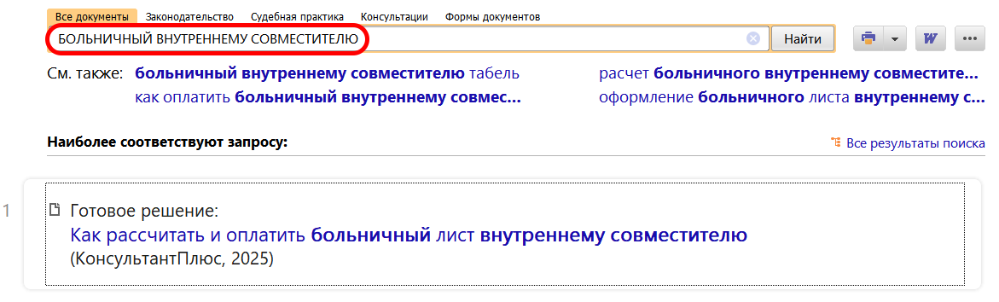 Все документы Законодательство Судебная практика Консультации Формы документов
БОЛЬНИЧНЫЙ ВНУТРЕННЕМУ СОВМЕСТИТЕЛЮ Найти W
См. также: больничный внутреннему совместителю табель расчет больничного внутреннему совместите...
как оплатить больничный внутреннему совмес... оформление больничного листа внутреннему с...
Наиболее соответствуют запросу: Все результаты поиска
1 Готовое решение:
Как рассчитать и оплатить больничный лист внутреннему совместителю
(КонсультантПлюс, 2025)